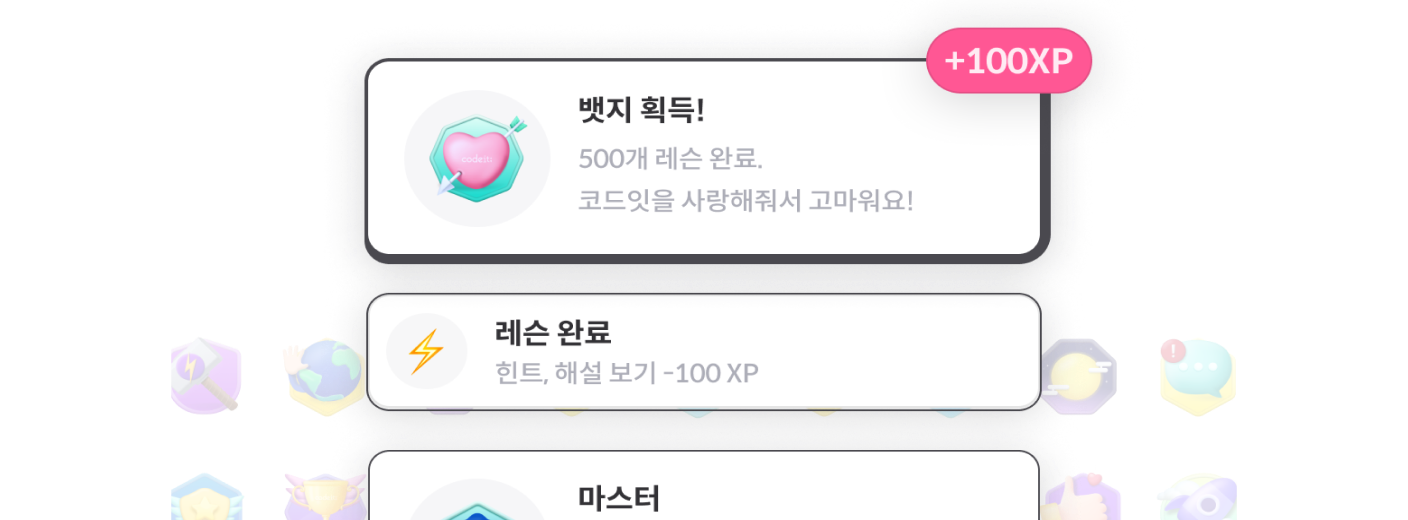 +100XP
뱃지 획득!
500개 레슨 완료.
코드잇을 사랑해줘서 고마워요!
레슨 완료
힌트, 해설 보기 -100 XP
마스터